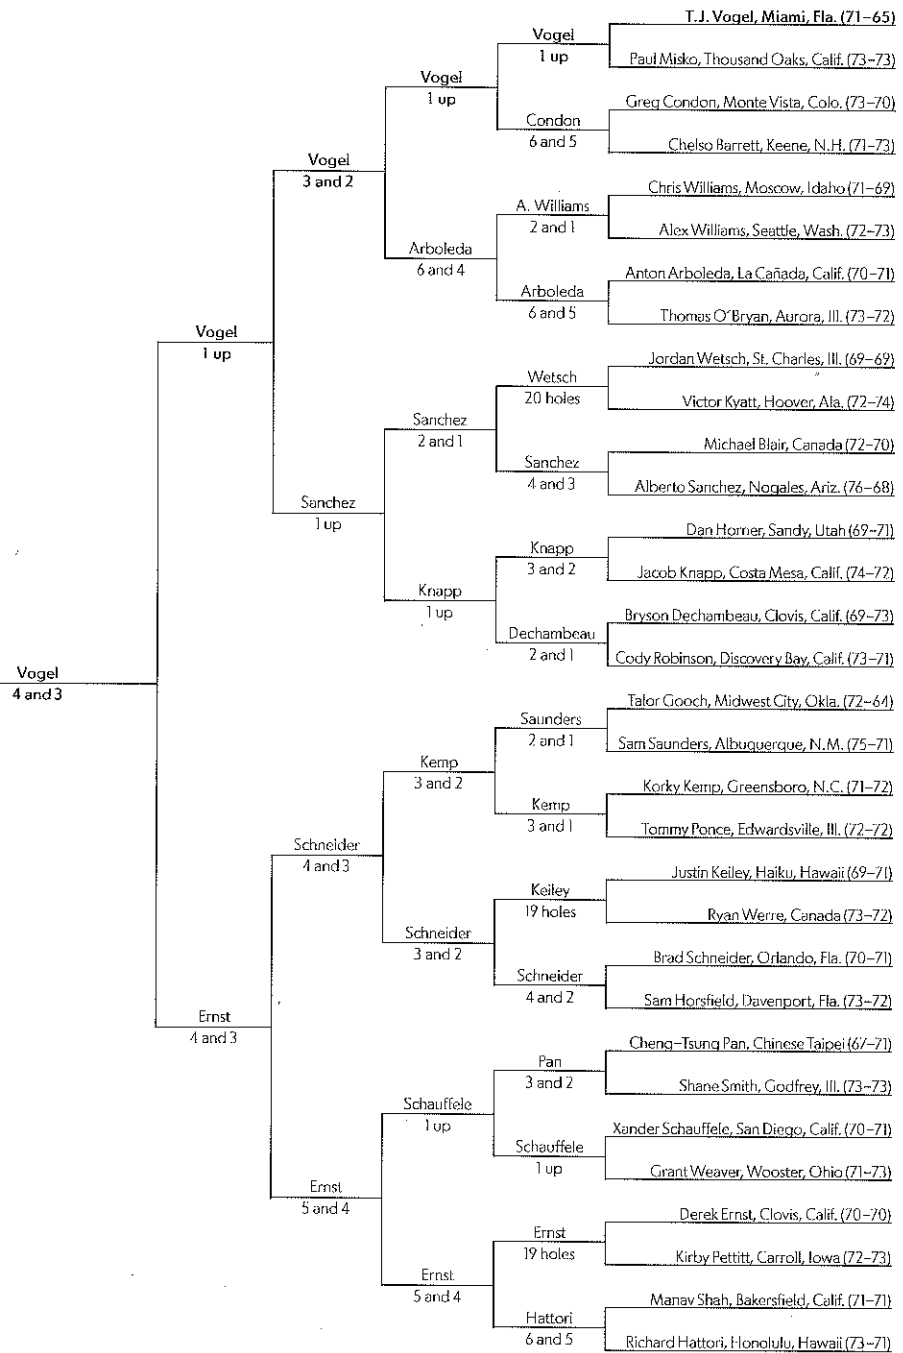 T.J. Vogel, Miami, Fla. (71–65)
Vogel
1 up
Paul Misko, Thousand Oaks, Calif. (73–73)
Vogel
1 up
Greg Condon, Monte Vista, Colo. (73–70)
Condon
6 and 5
Chelso Barrett, Keene, N.H. (71–73)
Vogel
3 and 2
Chris Williams, Moscow, Idaho (71–69)
A. Williams
2 and 1
Alex Williams, Seattle, Wash. (72–73)
Arboleda
6 and 4
Anton Arboleda, La Cañada, Calif. (70–71)
Arboleda
6 and 5
Thomas O'Bryan, Aurora, Ill. (73–72)
Vogel
1 up
Jordan Wetsch, St. Charles, Ill. (69–69)
Wetsch
20 holes
Victor Kyatt, Hoover, Ala. (72–74)
Sanchez
2 and 1
Michael Blair, Canada (72–70)
Sanchez
4 and 3
Alberto Sanchez, Nogales, Ariz. (76–68)
Sanchez
1 up
Dan Horner, Sandy, Utah (69–71)
Knapp
3 and 2
Jacob Knapp, Costa Mesa, Calif. (74–72)
Knapp
1 up
Bryson Dechambeau, Clovis, Calif. (69–73)
Dechambeau
2 and 1
Cody Robinson, Discovery Bay, Calif. (73–71)
Vogel
4 and 3
Talor Gooch, Midwest City, Okla. (72–64)
Saunders
2 and 1
Sam Saunders, Albuquerque, N.M. (75–71)
Kemp
3 and 2
Korky Kemp, Greensboro, N.C. (71–72)
Kemp
3 and 1
Tommy Ponce, Edwardsville, Ill. (72–72)
Schneider
4 and 3
Justin Keiley, Haiku, Hawaii (69–71)
Keiley
19 holes
Ryan Werre, Canada (73–72)
Schneider
3 and 2
Brad Schneider, Orlando, Fla. (70–71)
Schneider
4 and 2
Sam Horsfield, Davenport, Fla. (73–72)
Ernst
4 and 3
Cheng-Tsung Pan, Chinese Taipei (67–71)
Pan
3 and 2
Shane Smith, Godfrey, Ill. (73–73)
Schauffele
1 up
Xander Schauffele, San Diego, Calif. (70–71)
Schauffele
1 up
Grant Weaver, Wooster, Ohio (71–73)
Ernst
5 and 4
Derek Ernst, Clovis, Calif. (70–70)
Ernst
19 holes
Kirby Pettitt, Carroll, Iowa (72–73)
Ernst
5 and 4
Manav Shah, Bakersfield, Calif. (71–71)
Hattori
6 and 5
Richard Hattori, Honolulu, Hawaii (73–71)